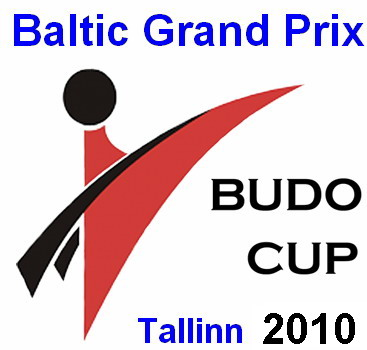 Baltic Grand Prix
BUDO
CUP
Tallinn 2010